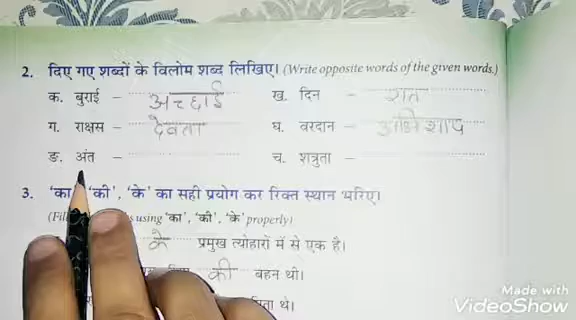 2. दिए गए शब्दों के विलोम शब्द लिखिए। (Write opposite words of the given words.)
क. बुराई - अच्छाई ख. दिन - रात
ग. राक्षस - देवता घ. वरदान - अभिशाप
ङ. अंत - च. शत्रुता -
3. 'का', 'की', 'के' का सही प्रयोग कर रिक्त स्थान भरिए।
using 'का', 'की', 'के' properly)
के प्रमुख त्योहारों में से एक है।
की बहन थी।
थे।
Made with
VideoShow